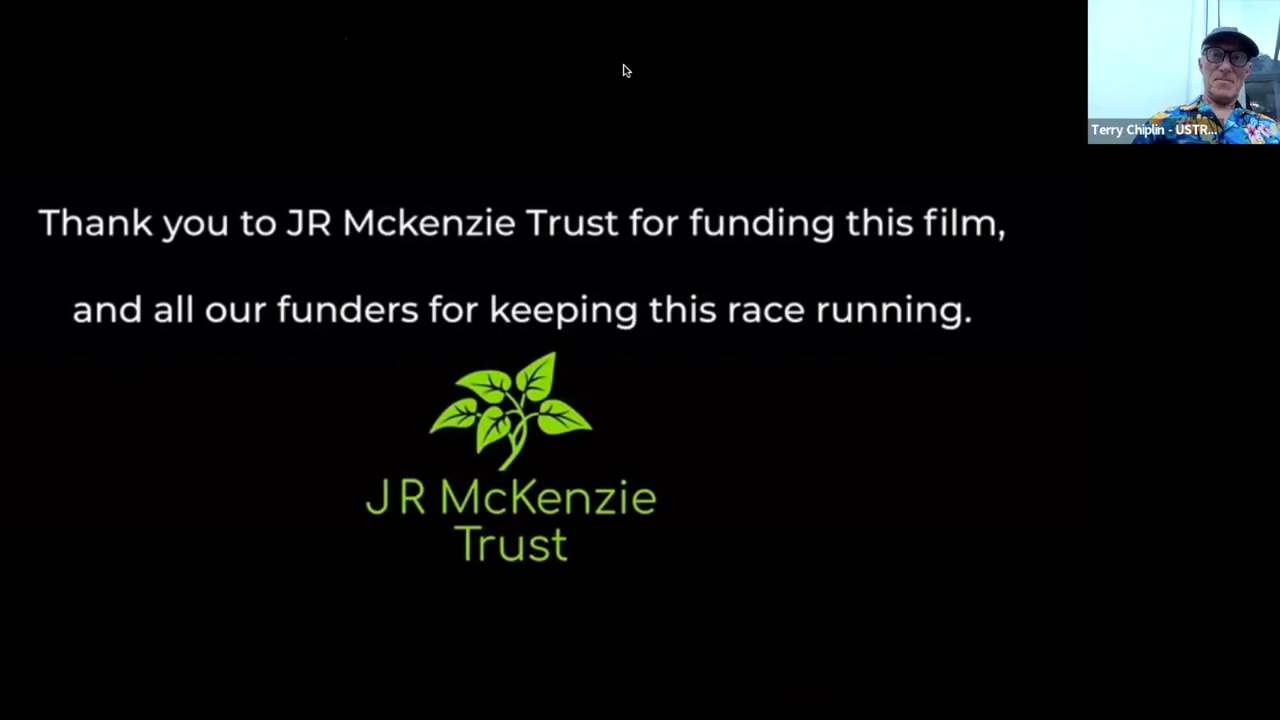 Terry Chiplin - USTR...
Thank you to JR Mckenzie Trust for funding this film,
and all our funders for keeping this race running.
JR McKenzie
Trust